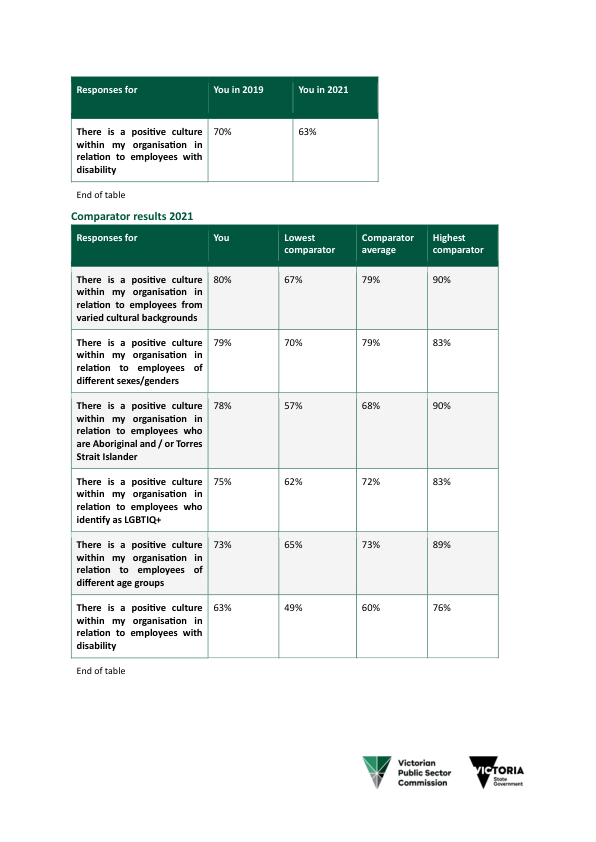 Responses for You in 2019 You in 2021
There is a positive culture 70% 63%
within my organisation in
relation to employees with
disability
End of table
Comparator results 2021
Responses for You Lowest Comparator Highest
comparator average comparator
There is a positive culture 80% 67% 79% 90%
within my organisation in
relation to employees from
varied cultural backgrounds
There is a positive culture 79% 70% 79% 83%
within my organisation in
relation to employees of
different sexes/genders
There is a positive culture 78% 57% 68% 90%
within my organisation in
relation to employees who
are Aboriginal and / or Torres
Strait Islander
There is a positive culture 75% 62% 72% 83%
within my organisation in
relation to employees who
identify as LGBTIQ+
There is a positive culture 73% 65% 73% 89%
within my organisation in
relation to employees of
different age groups
There is a positive culture 63% 49% 60% 76%
within my organisation in
relation to employees with
disability
End of table
Victorian
Public Sector
Commission
VICTORIA
State
Government